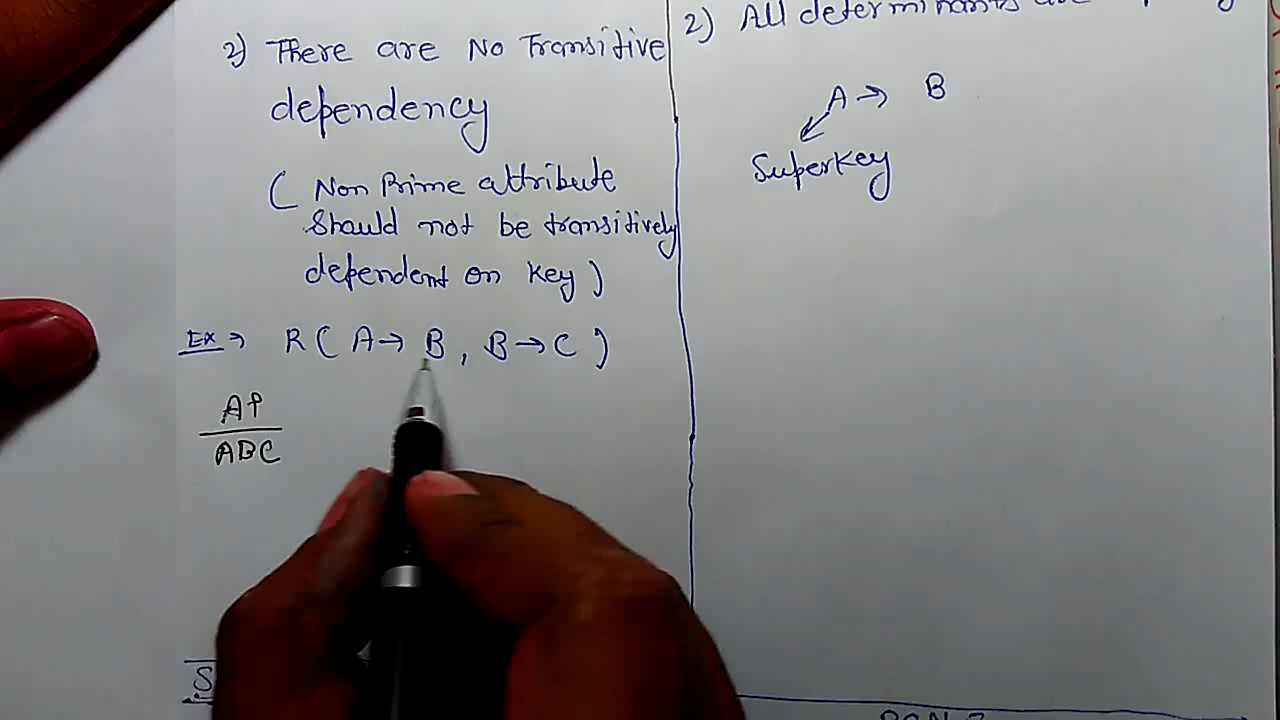 2) There are No Transitive
dependency
( Non Prime attribute
Should not be transitively
dependent on key )
Ex→ R( A→ B, B→C )
A↑
ABC
2) All determinants are
A→ B
Superkey
S